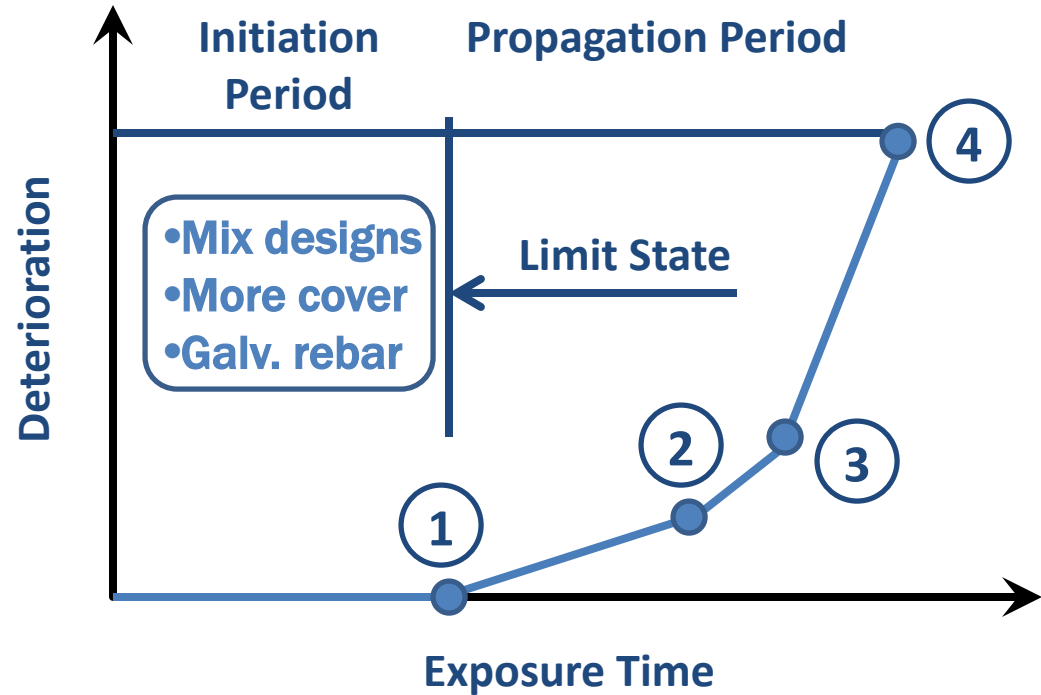 Initiation
Period
Propagation Period
4
•Mix designs
•More cover
•Galv. rebar
Limit State
Deterioration
2
3
1
Exposure Time